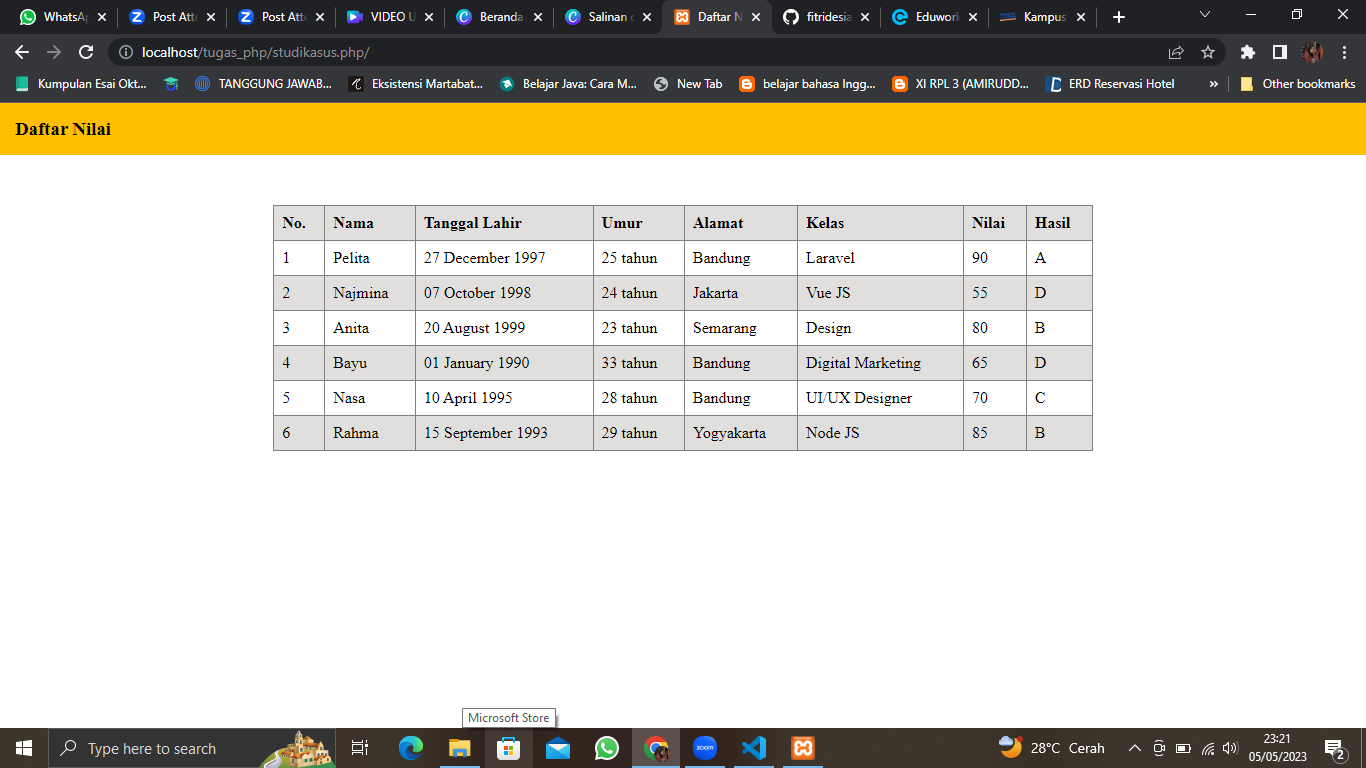 WhatsAp
Post Atte
Post Atte
VIDEO U
Beranda
Salinan
Daftar N
fitridesia
Eduwork
Kampus
localhost/tugas_php/studikasus.php/
Kumpulan Esai Okt...
TANGGUNG JAWAB...
Eksistensi Martabat...
Belajar Java: Cara M...
New Tab
belajar bahasa Ingg...
XI RPL 3 (AMIRUDD...
ERD Reservasi Hotel
»
Other bookmarks
Daftar Nilai
No. Nama Tanggal Lahir Umur Alamat Kelas Nilai Hasil
1 Pelita 27 December 1997 25 tahun Bandung Laravel 90 A
2 Najmina 07 October 1998 24 tahun Jakarta Vue JS 55 D
3 Anita 20 August 1999 23 tahun Semarang Design 80 B
4 Bayu 01 January 1990 33 tahun Bandung Digital Marketing 65 D
5 Nasa 10 April 1995 28 tahun Bandung UI/UX Designer 70 C
6 Rahma 15 September 1993 29 tahun Yogyakarta Node JS 85 B
Microsoft Store
Type here to search
zoom
28°C Cerah
23:21
05/05/2023
2